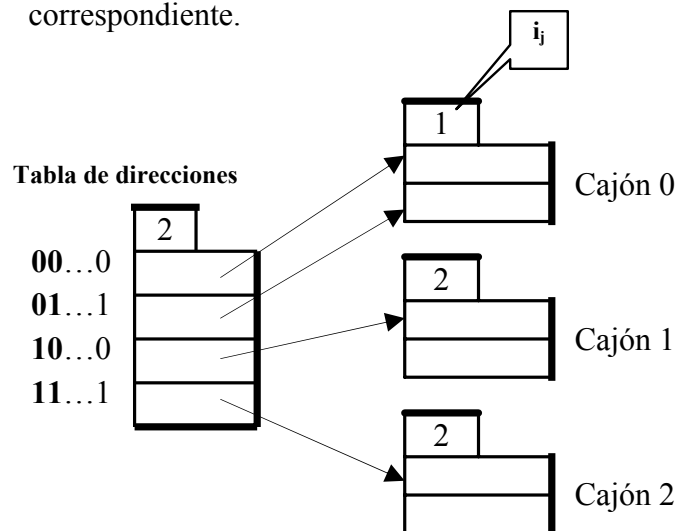 correspondiente.
iⱼ
1
Tabla de direcciones
Cajón 0
2
00…0
01…1
10…0
11…1
2
Cajón 1
2
Cajón 2